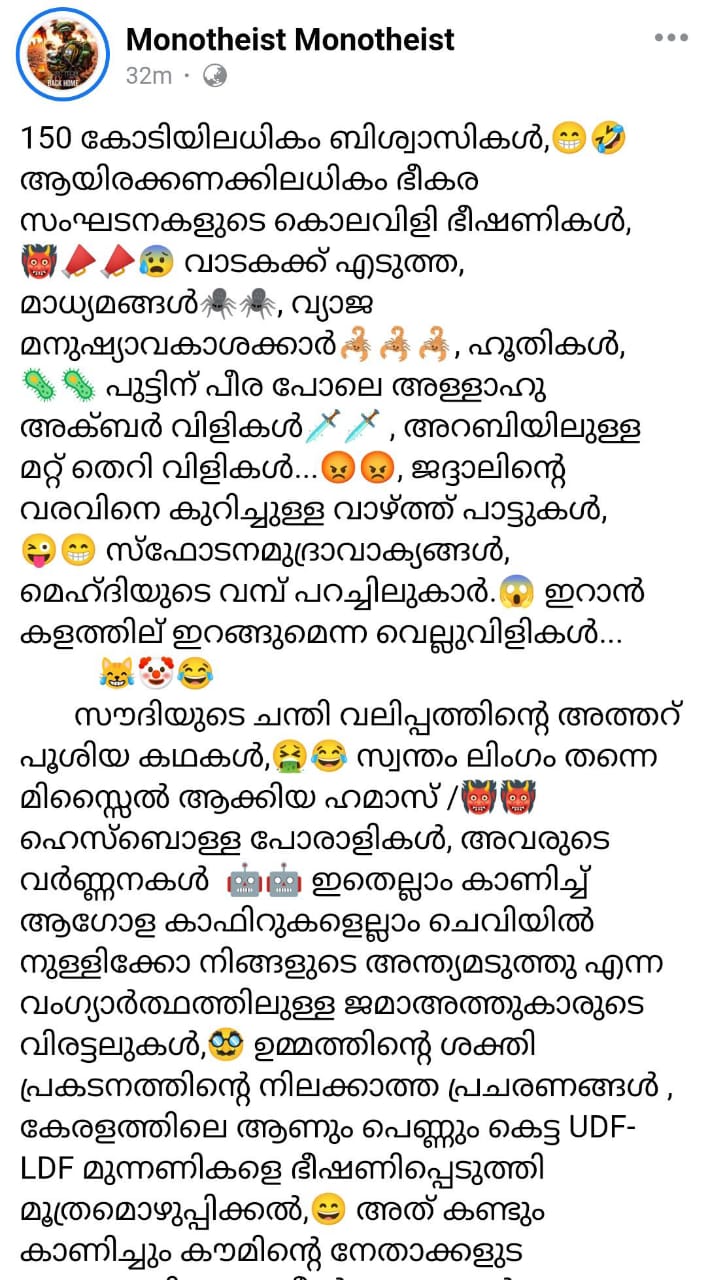 Monotheist Monotheist
32m
150 കോടിയിലധികം ബിശ്വാസികൾ,😁🤣
ആയിരക്കണക്കിലധികം ഭീകര
സംഘടനകളുടെ കൊലവിളി ഭീഷണികൾ,
👹📣📣😰 വാടകക്ക് എടുത്ത,
മാധ്യമങ്ങൾ🕷🕷, വ്യാജ
മനുഷ്യാവകാശക്കാർ🦂🦂🦂, ഹൂതികൾ,
🦠🦠 പുട്ടിന് പീര പോലെ അള്ളാഹു
അക്ബർ വിളികൾ🗡🗡, അറബിയിലുള്ള
മറ്റ് തെറി വിളികൾ...😡😡, ജദ്ദാലിന്റെ
വരവിനെ കുറിച്ചുള്ള വാഴ്ത്ത് പാട്ടുകൾ,
😜😁 സ്ഫോടനമുദ്രാവാക്യങ്ങൾ,
മെഹ്ദിയുടെ വമ്പ് പറച്ചിലുകാർ.😱 ഇറാൻ
കളത്തില് ഇറങ്ങുമെന്ന വെല്ലുവിളികൾ...
😹🤡😂
സൗദിയുടെ ചന്തി വലിപ്പത്തിന്റെ അത്തറ്
പൂശിയ കഥകൾ,🤮😂 സ്വന്തം ലിംഗം തന്നെ
മിസ്സൈൽ ആക്കിയ ഹമാസ് /👹👹
ഹെസ്ബൊള്ള പോരാളികൾ, അവരുടെ
വർണ്ണനകൾ 🤖🤖 ഇതെല്ലാം കാണിച്ച്
ആഗോള കാഫിറുകളെല്ലാം ചെവിയിൽ
നുള്ളിക്കോ നിങ്ങളുടെ അന്ത്യമടുത്തു എന്ന
വംഗ്യാർത്ഥത്തിലുള്ള ജമാഅത്തുകാരുടെ
വിരട്ടലുകൾ,🥸 ഉമ്മത്തിന്റെ ശക്തി
പ്രകടനത്തിന്റെ നിലക്കാത്ത പ്രചരണങ്ങൾ ,
കേരളത്തിലെ ആണും പെണ്ണും കെട്ട UDF-
LDF മുന്നണികളെ ഭീഷണിപ്പെടുത്തി
മൂത്രമൊഴുപ്പിക്കൽ,😄 അത് കണ്ടും
കാണിച്ചും കൗമിന്റെ നേതാക്കളുട